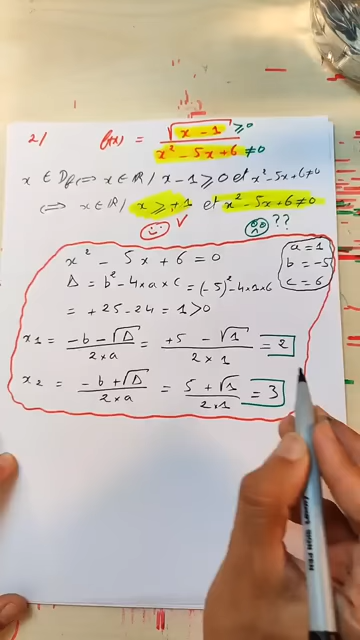 2/ f(x) = √(x - 1) ≥0 / (x² - 5x + 6) ≠0
x ∈ Df ⟺ x ∈ ℝ / x - 1 ⩾ 0 et x² - 5x + 6 ≠ 0
⟺ x ∈ ℝ / x ⩾ +1 et x² - 5x + 6 ≠ 0
✓ ??
x² - 5x + 6 = 0
a = 1
b = -5
c = 6
Δ = b² - 4×a×c = (-5)² - 4×1×6
= +25 - 24 = 1 > 0
x₁ = (-b - √Δ) / (2×a) = (+5 - √1) / (2×1) = 2
x₂ = (-b + √Δ) / (2×a) = (5 + √1) / (2×1) = 3